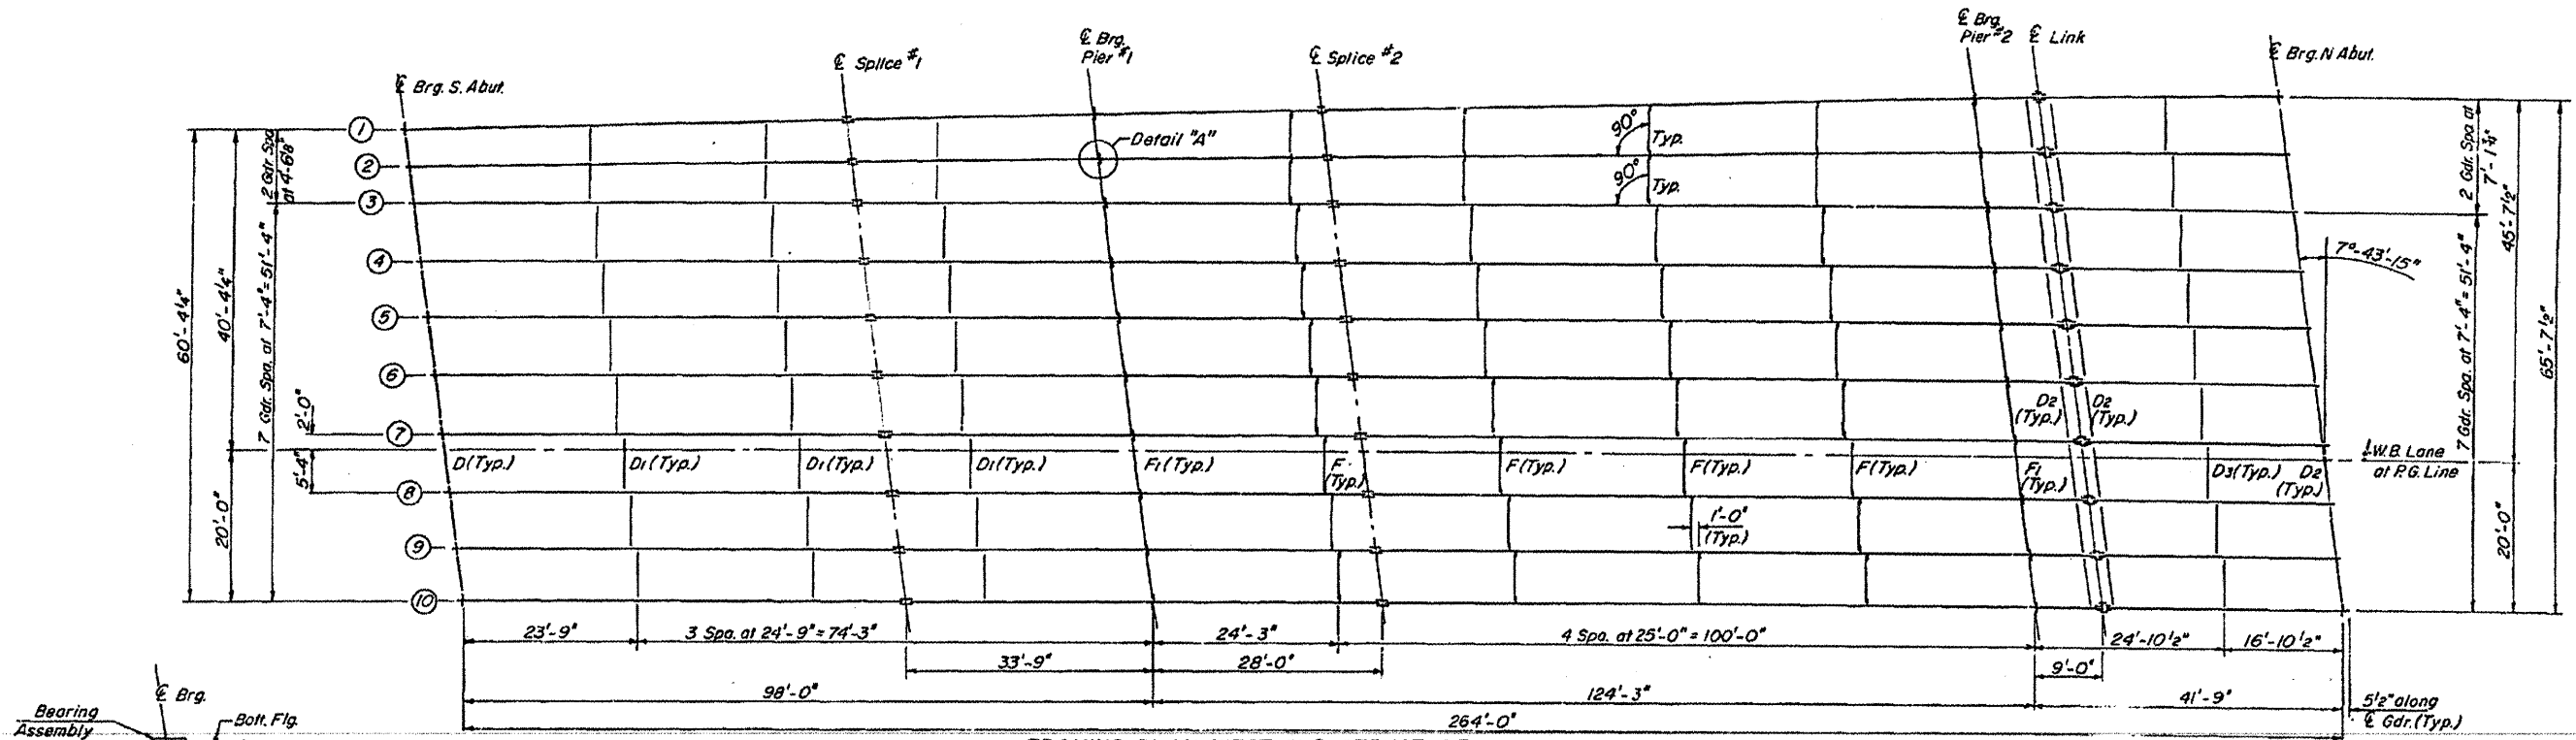 ℄ Brg. S. Abut.
℄ Splice #1
℄ Brg.
Pier #1
℄ Splice #2
℄ Brg.
Pier #2
℄ Link
℄ Brg. N Abut.
1
2
3
4
5
6
7
8
9
10
Detail "A"
90°
Typ.
90°
Typ.
60'-4¼"
40'-4¼"
20'-0"
2 Gdr. Spa.
7 Gdr. Spa. at 7'-4" = 51'-4"
2'-0"
5'-4"
2 Gdr. Spa at
7'-1¾"
7 Gdr. Spa. at 7'-4" = 51'-4"
45'-7½"
20'-0"
65'-7½"
7°-43'-15"
D2
(Typ.)
D2
(Typ.)
D(Typ.)
D1(Typ.)
D1(Typ.)
D1(Typ.)
F1(Typ.)
F
(Typ.)
F(Typ.)
F(Typ.)
F(Typ.)
F1
(Typ.)
D3(Typ.)
D2
(Typ.)
W.B. Lane
at P.G. Line
1'-0"
(Typ.)
23'-9"
3 Spa. at 24'-9" = 74'-3"
24'-3"
4 Spa. at 25'-0" = 100'-0"
24'-10½"
16'-10½"
33'-9"
28'-0"
9'-0"
98'-0"
124'-3"
41'-9"
264'-0"
5½" along
℄ Gdr. (Typ.)
℄ Brg.
Bearing
Assembly
Bott. Flg.